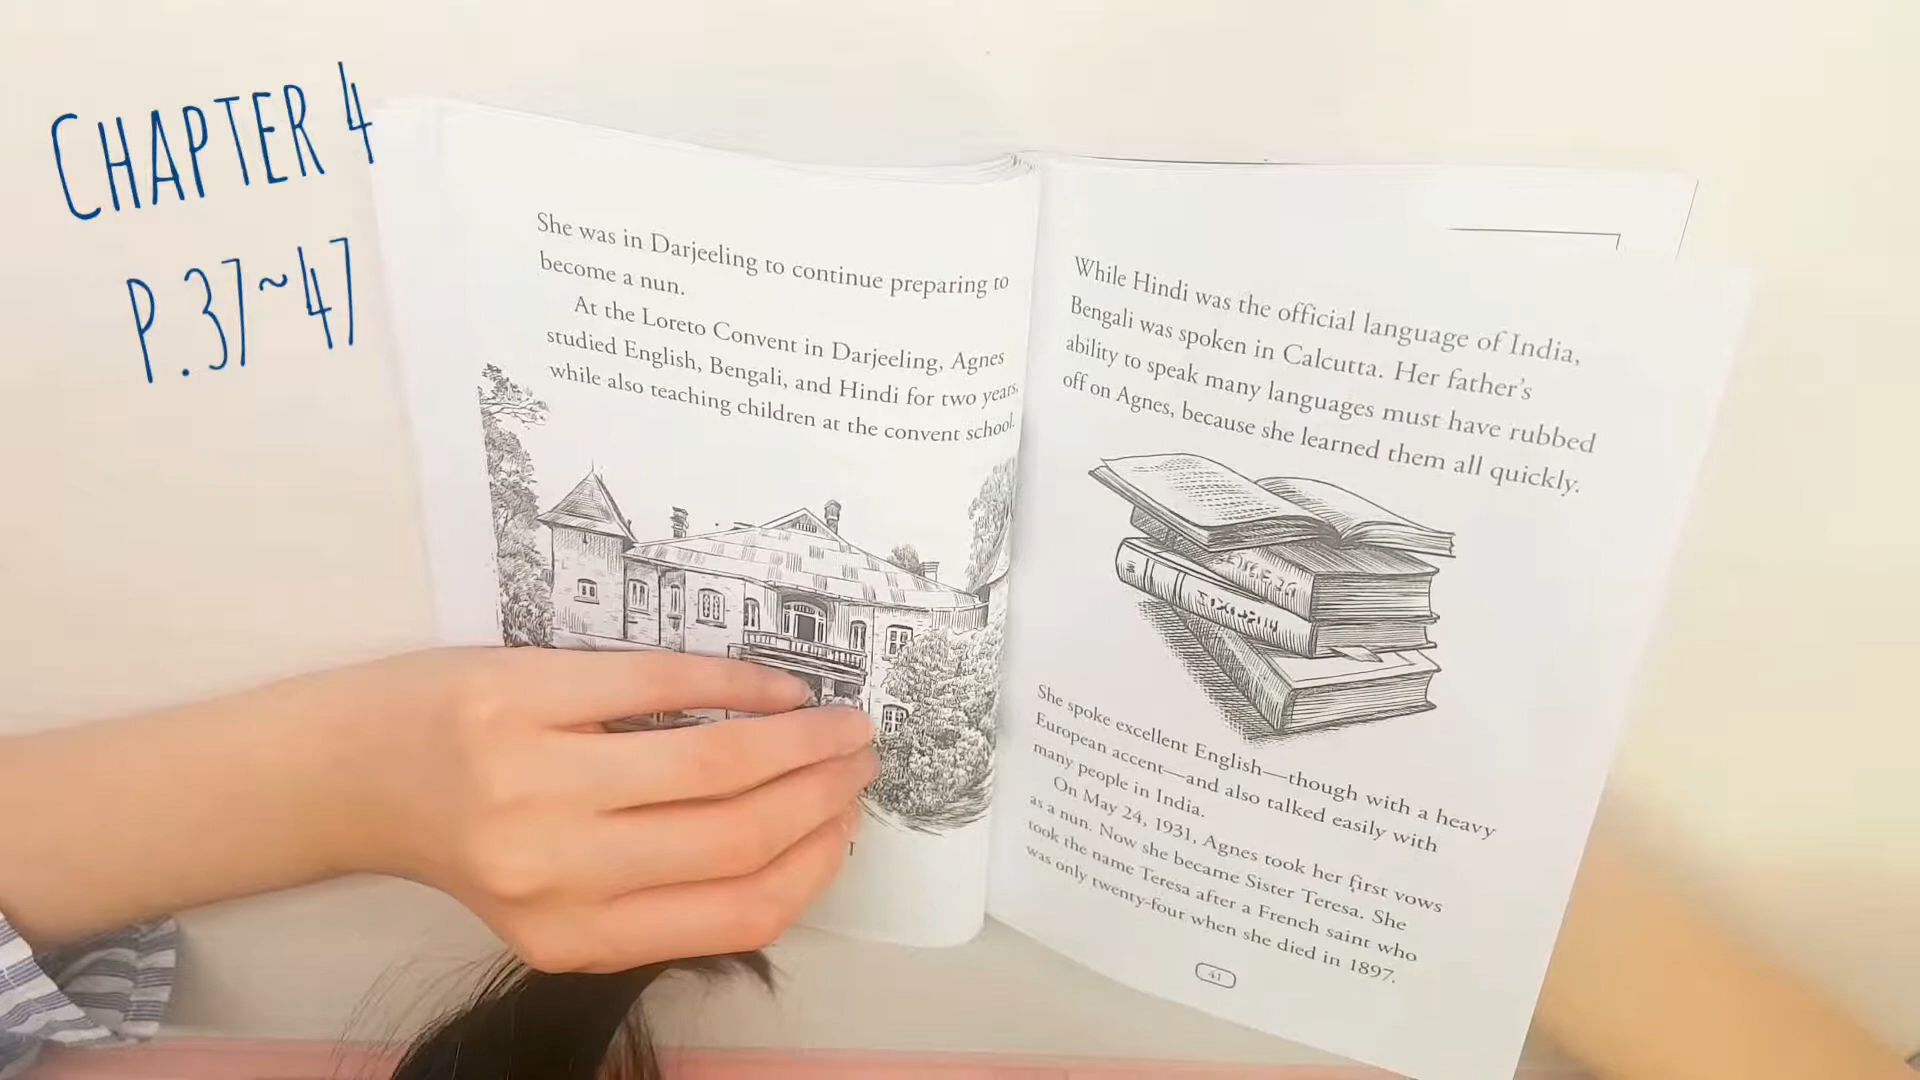 CHAPTER 4
P.37~47
She was in Darjeeling to continue preparing to
become a nun.
At the Loreto Convent in Darjeeling, Agnes
studied English, Bengali, and Hindi for two years,
while also teaching children at the convent school.
While Hindi was the official language of India,
Bengali was spoken in Calcutta. Her father's
ability to speak many languages must have rubbed
off on Agnes, because she learned them all quickly.
She spoke excellent English—though with a heavy
European accent—and also talked easily with
many people in India.
On May 24, 1931, Agnes took her first vows
as a nun. Now she became Sister Teresa. She
took the name Teresa after a French saint who
was only twenty-four when she died in 1897.
41